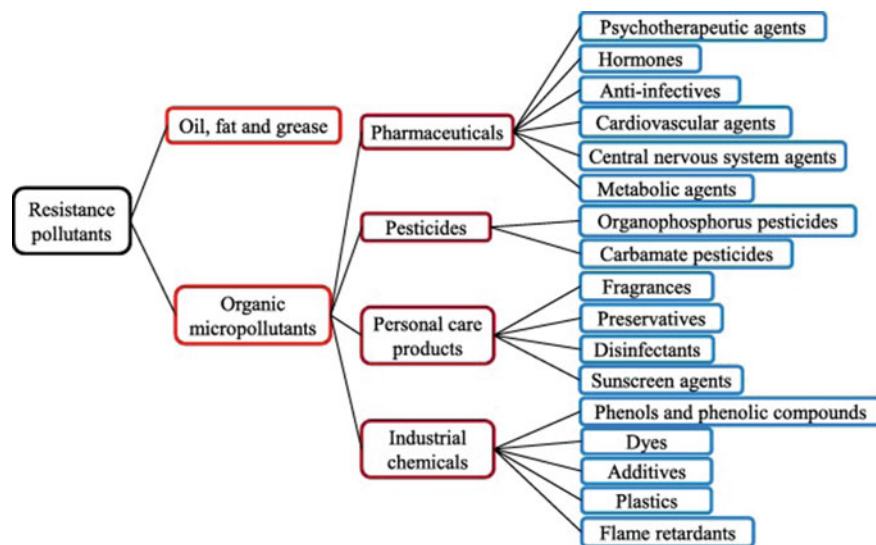 Resistance
pollutants
Oil, fat and grease
Organic
micropollutants
Pharmaceuticals
Pesticides
Personal care
products
Industrial
chemicals
Psychotherapeutic agents
Hormones
Anti-infectives
Cardiovascular agents
Central nervous system agents
Metabolic agents
Organophosphorus pesticides
Carbamate pesticides
Fragrances
Preservatives
Disinfectants
Sunscreen agents
Phenols and phenolic compounds
Dyes
Additives
Plastics
Flame retardants